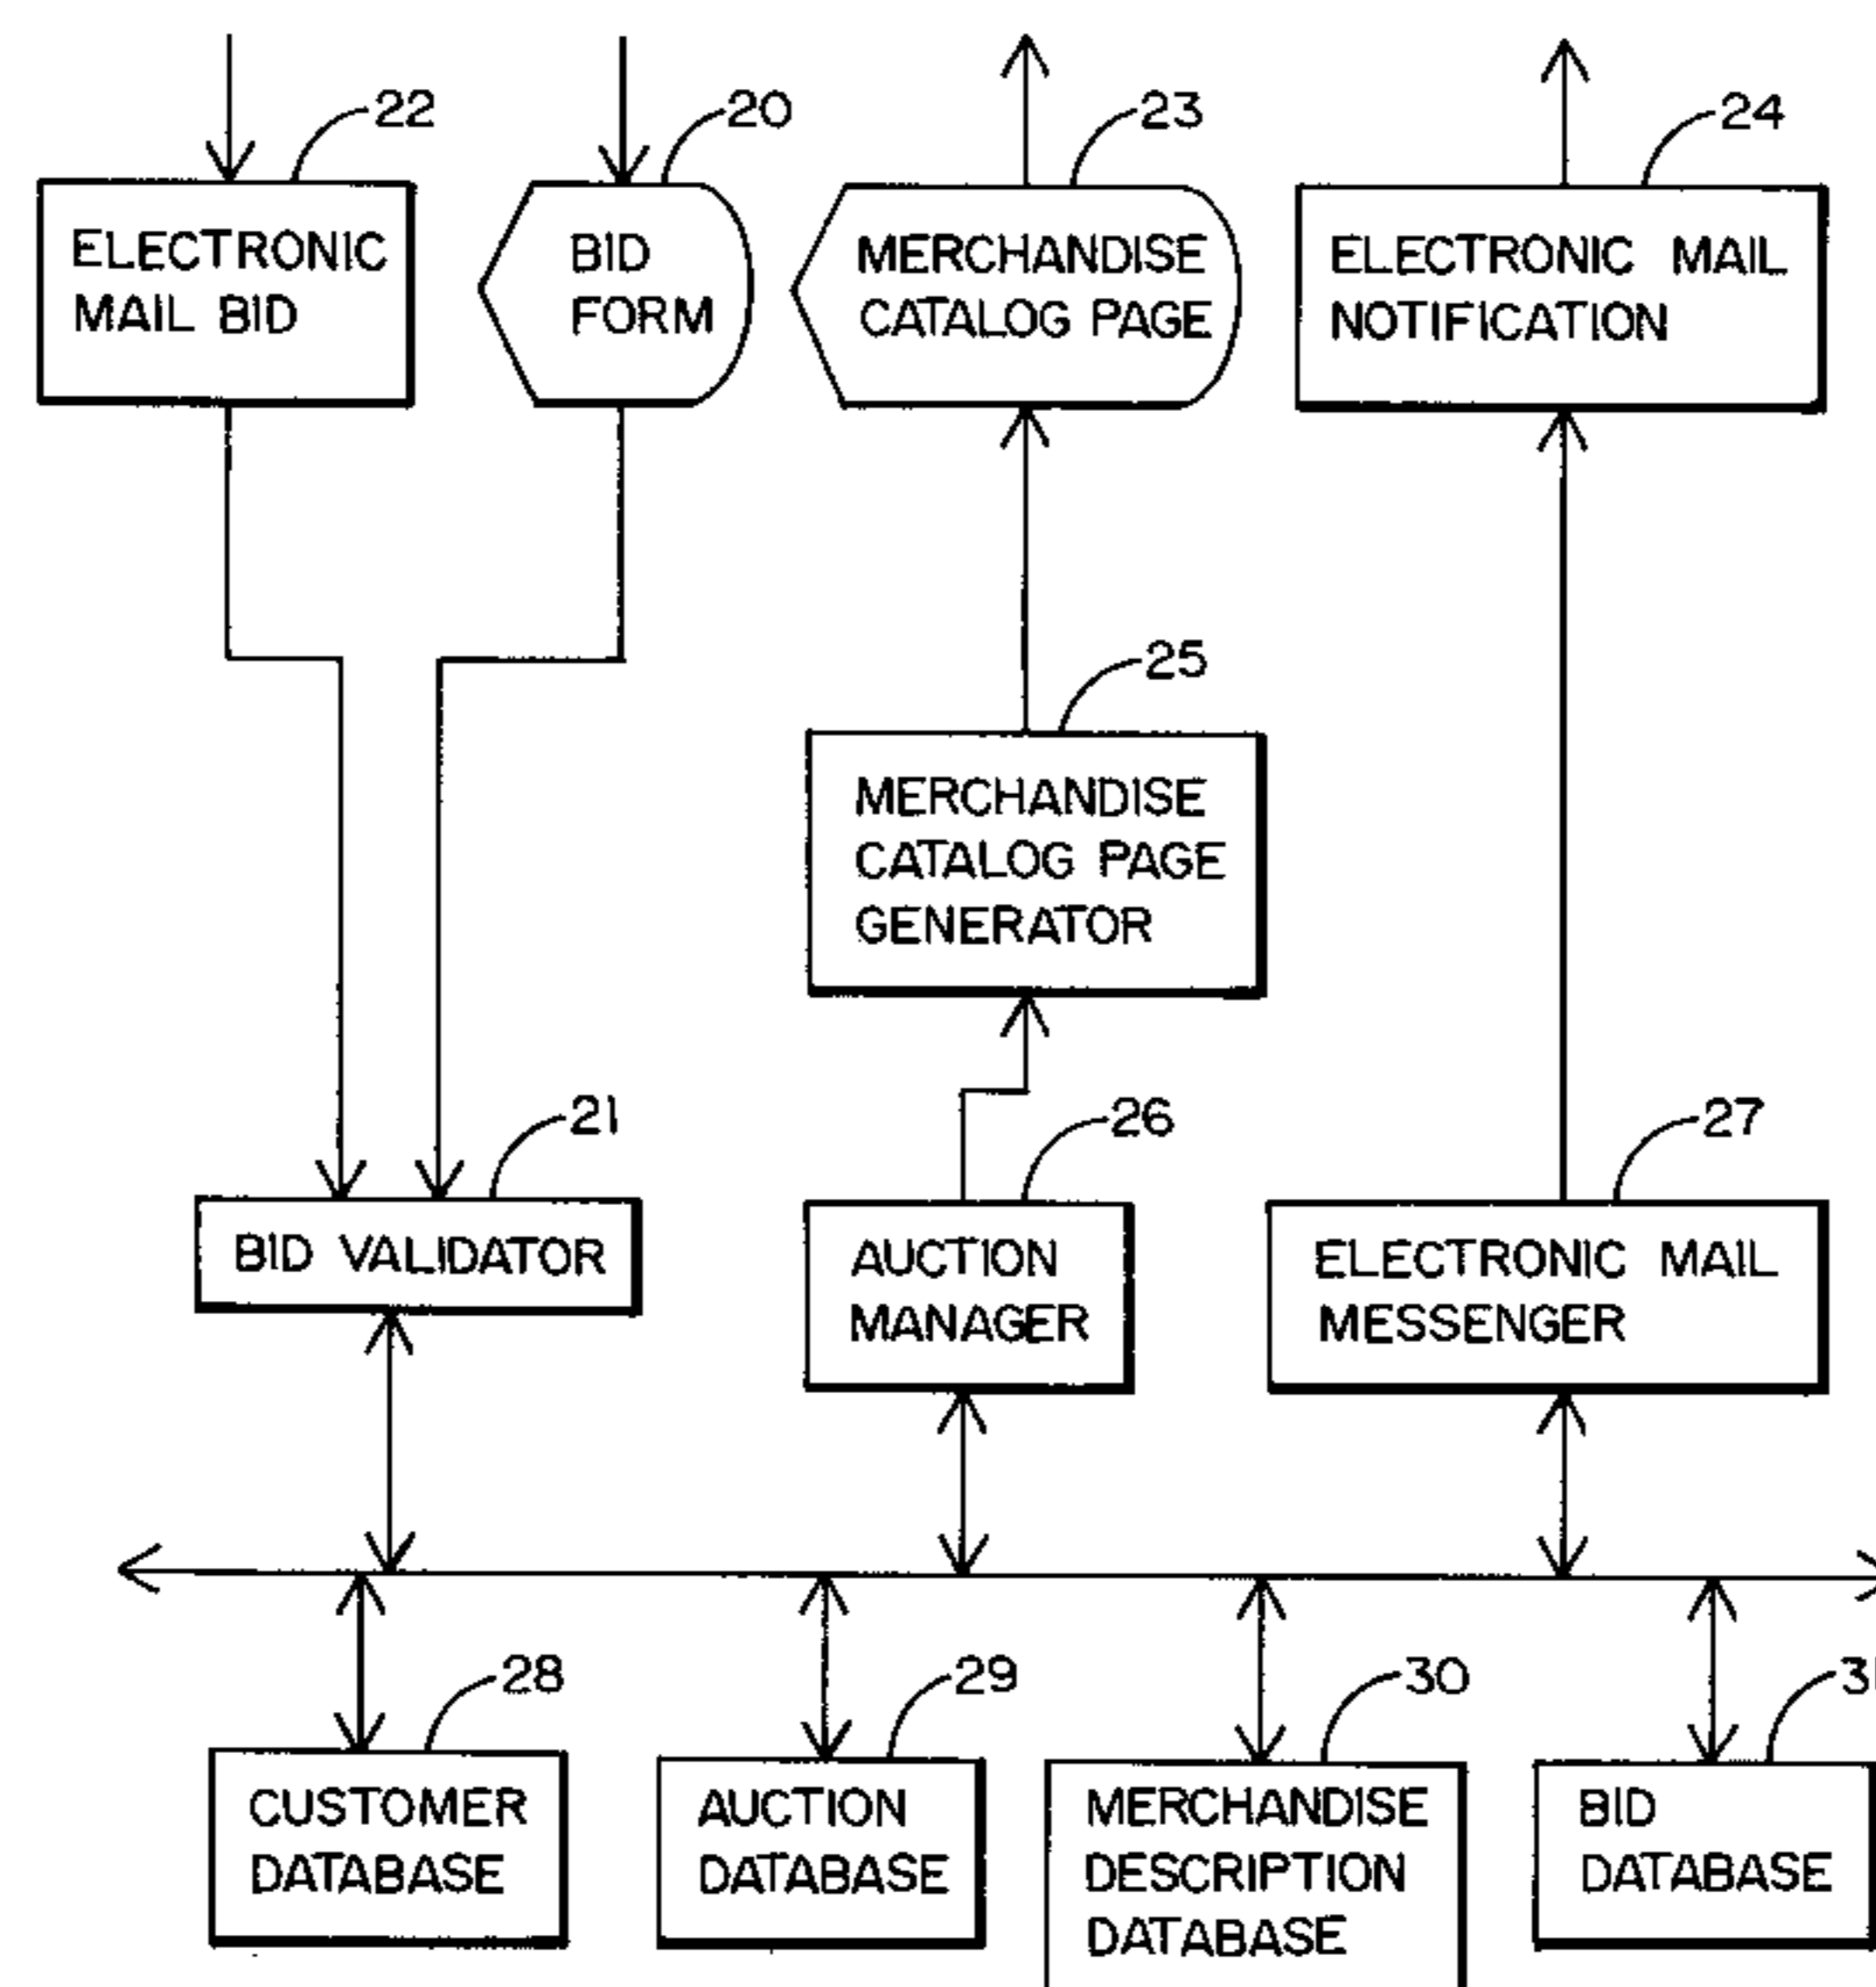 22
20
23
24
ELECTRONIC
MAIL BID
BID
FORM
MERCHANDISE
CATALOG PAGE
ELECTRONIC MAIL
NOTIFICATION
25
MERCHANDISE
CATALOG PAGE
GENERATOR
21
26
27
BID VALIDATOR
AUCTION
MANAGER
ELECTRONIC MAIL
MESSENGER
28
29
30
31
CUSTOMER
DATABASE
AUCTION
DATABASE
MERCHANDISE
DESCRIPTION
DATABASE
BID
DATABASE